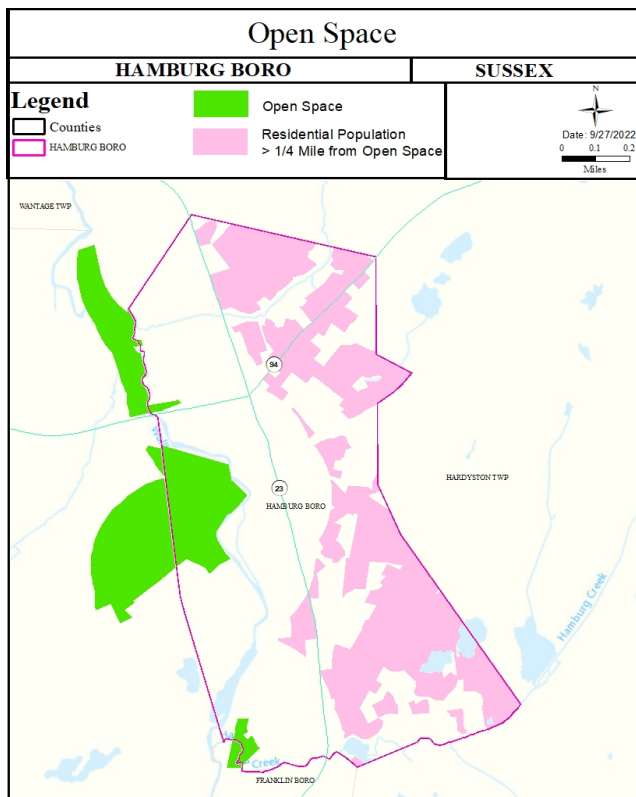 Open Space
HAMBURG BORO
SUSSEX
Legend
Counties
HAMBURG BORO
Open Space
Residential Population
> 1/4 Mile from Open Space
N
Date: 9/27/2022
0 0.1 0.2
Miles
WANTAGE TWP
94
23
HAMBURG BORO
HARDYSTON TWP
Hamburg Creek
Creek
FRANKLIN BORO